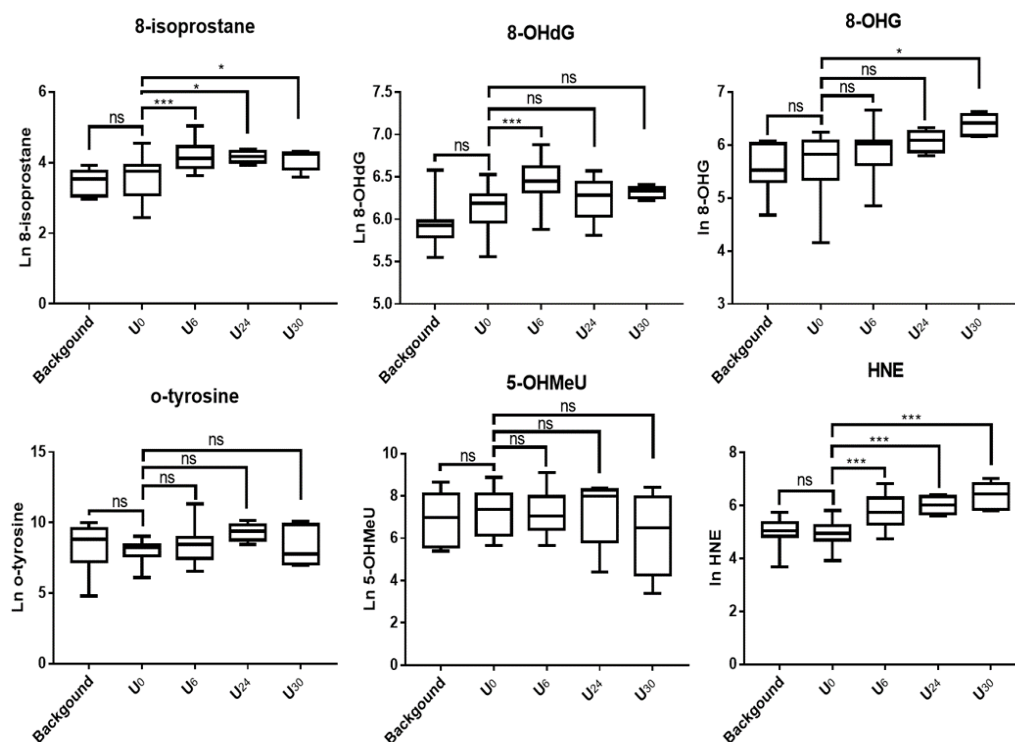 8-isoprostane
*
*
***
ns
Ln 8-isoprostane
6
4
2
0
Backgound
U0
U6
U24
U30
8-OHdG
ns
ns
***
ns
Ln 8-OHdG
7.5
7.0
6.5
6.0
5.5
5.0
Backgound
U0
U6
U24
U30
8-OHG
*
ns
ns
ns
ln 8-OHG
7
6
5
4
3
Backgound
U0
U6
U24
U30
o-tyrosine
ns
ns
ns
ns
Ln o-tyrosine
15
10
5
0
Backgound
U0
U6
U24
U30
5-OHMeU
ns
ns
ns
ns
Ln 5-OHMeU
10
8
6
4
2
0
Backgound
U0
U6
U24
U30
HNE
***
***
***
ns
ln HNE
8
6
4
2
0
Backgound
U0
U6
U24
U30